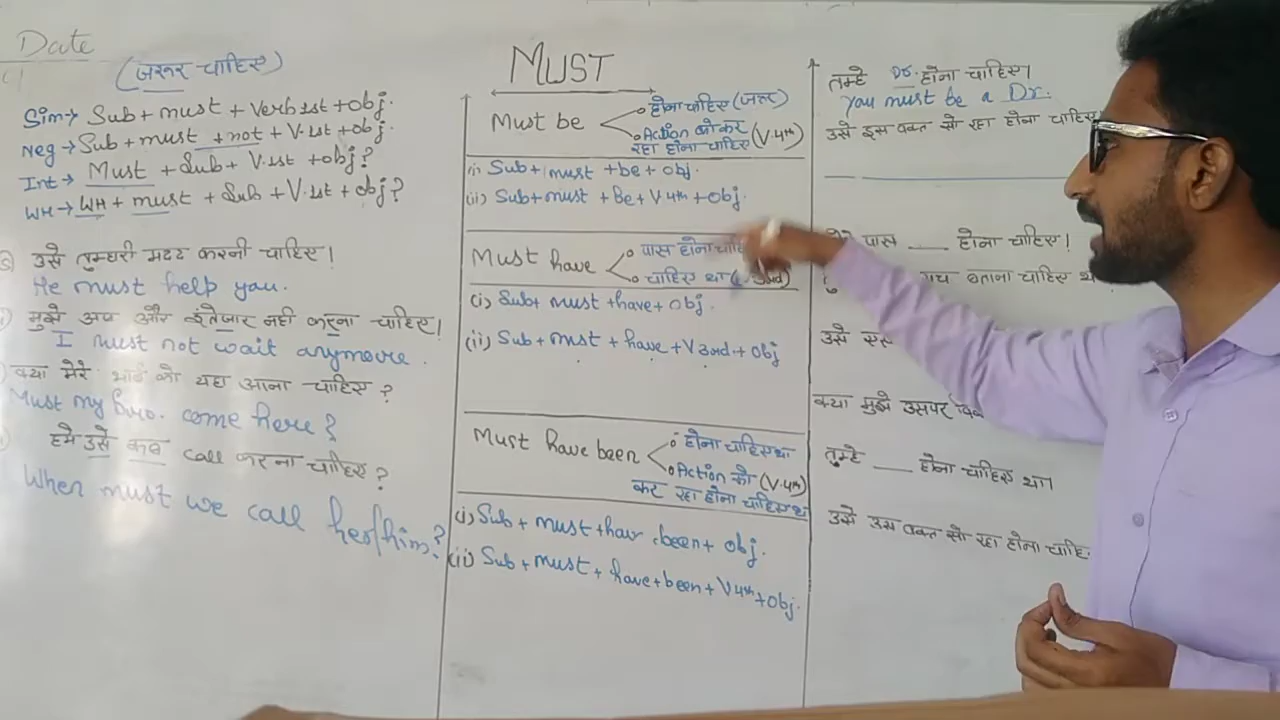 Date
(जरुर चाहिए)
Sim→ Sub + must + Verb 1st + obj.
Neg → Sub + must + not + V.1st + obj.
Int → Must + Sub + V.1st + obj?
WH → WH + must + Sub + V.1st + obj?
उसे तुम्हारी मदद करनी चाहिए।
He must help you.
मुझे अब और इंतेजार नही करना चाहिए।
I must not wait anymore.
क्या मेरे भाई को यहा आना चाहिए ?
Must my bro. come here?
हमे उसे कब call करना चाहिए ?
When must we call her/him?
MUST
Must be
होना चाहिए (जरूर)
Action को कर
रहा होना चाहिए (V.4th)
(i) Sub + must + be + obj.
(ii) Sub + must + Be + V4th + Obj.
Must have
पास होना
चाहिए था
(i) Sub + must + have + Obj.
(ii) Sub + must + have + V3rd + Obj
Must have been
होना चाहिए था
Action को (V.4th)
कर रहा होना चाहिए थ
(i) Sub + must + hav been + obj.
(ii) Sub + must + have + been + V4th + Obj.
तुम्हे Dr. होना चाहिए।
You must be a Dr.
उसे इस वक्त सो रहा होना चाहिए
पास ___ होना चाहिए।
बताना चाहिए थ
उसे
क्या मुझे उसपर
तुम्हे ___ होना चाहिए था।
उसे उस वक्त सो रहा होना चाहि